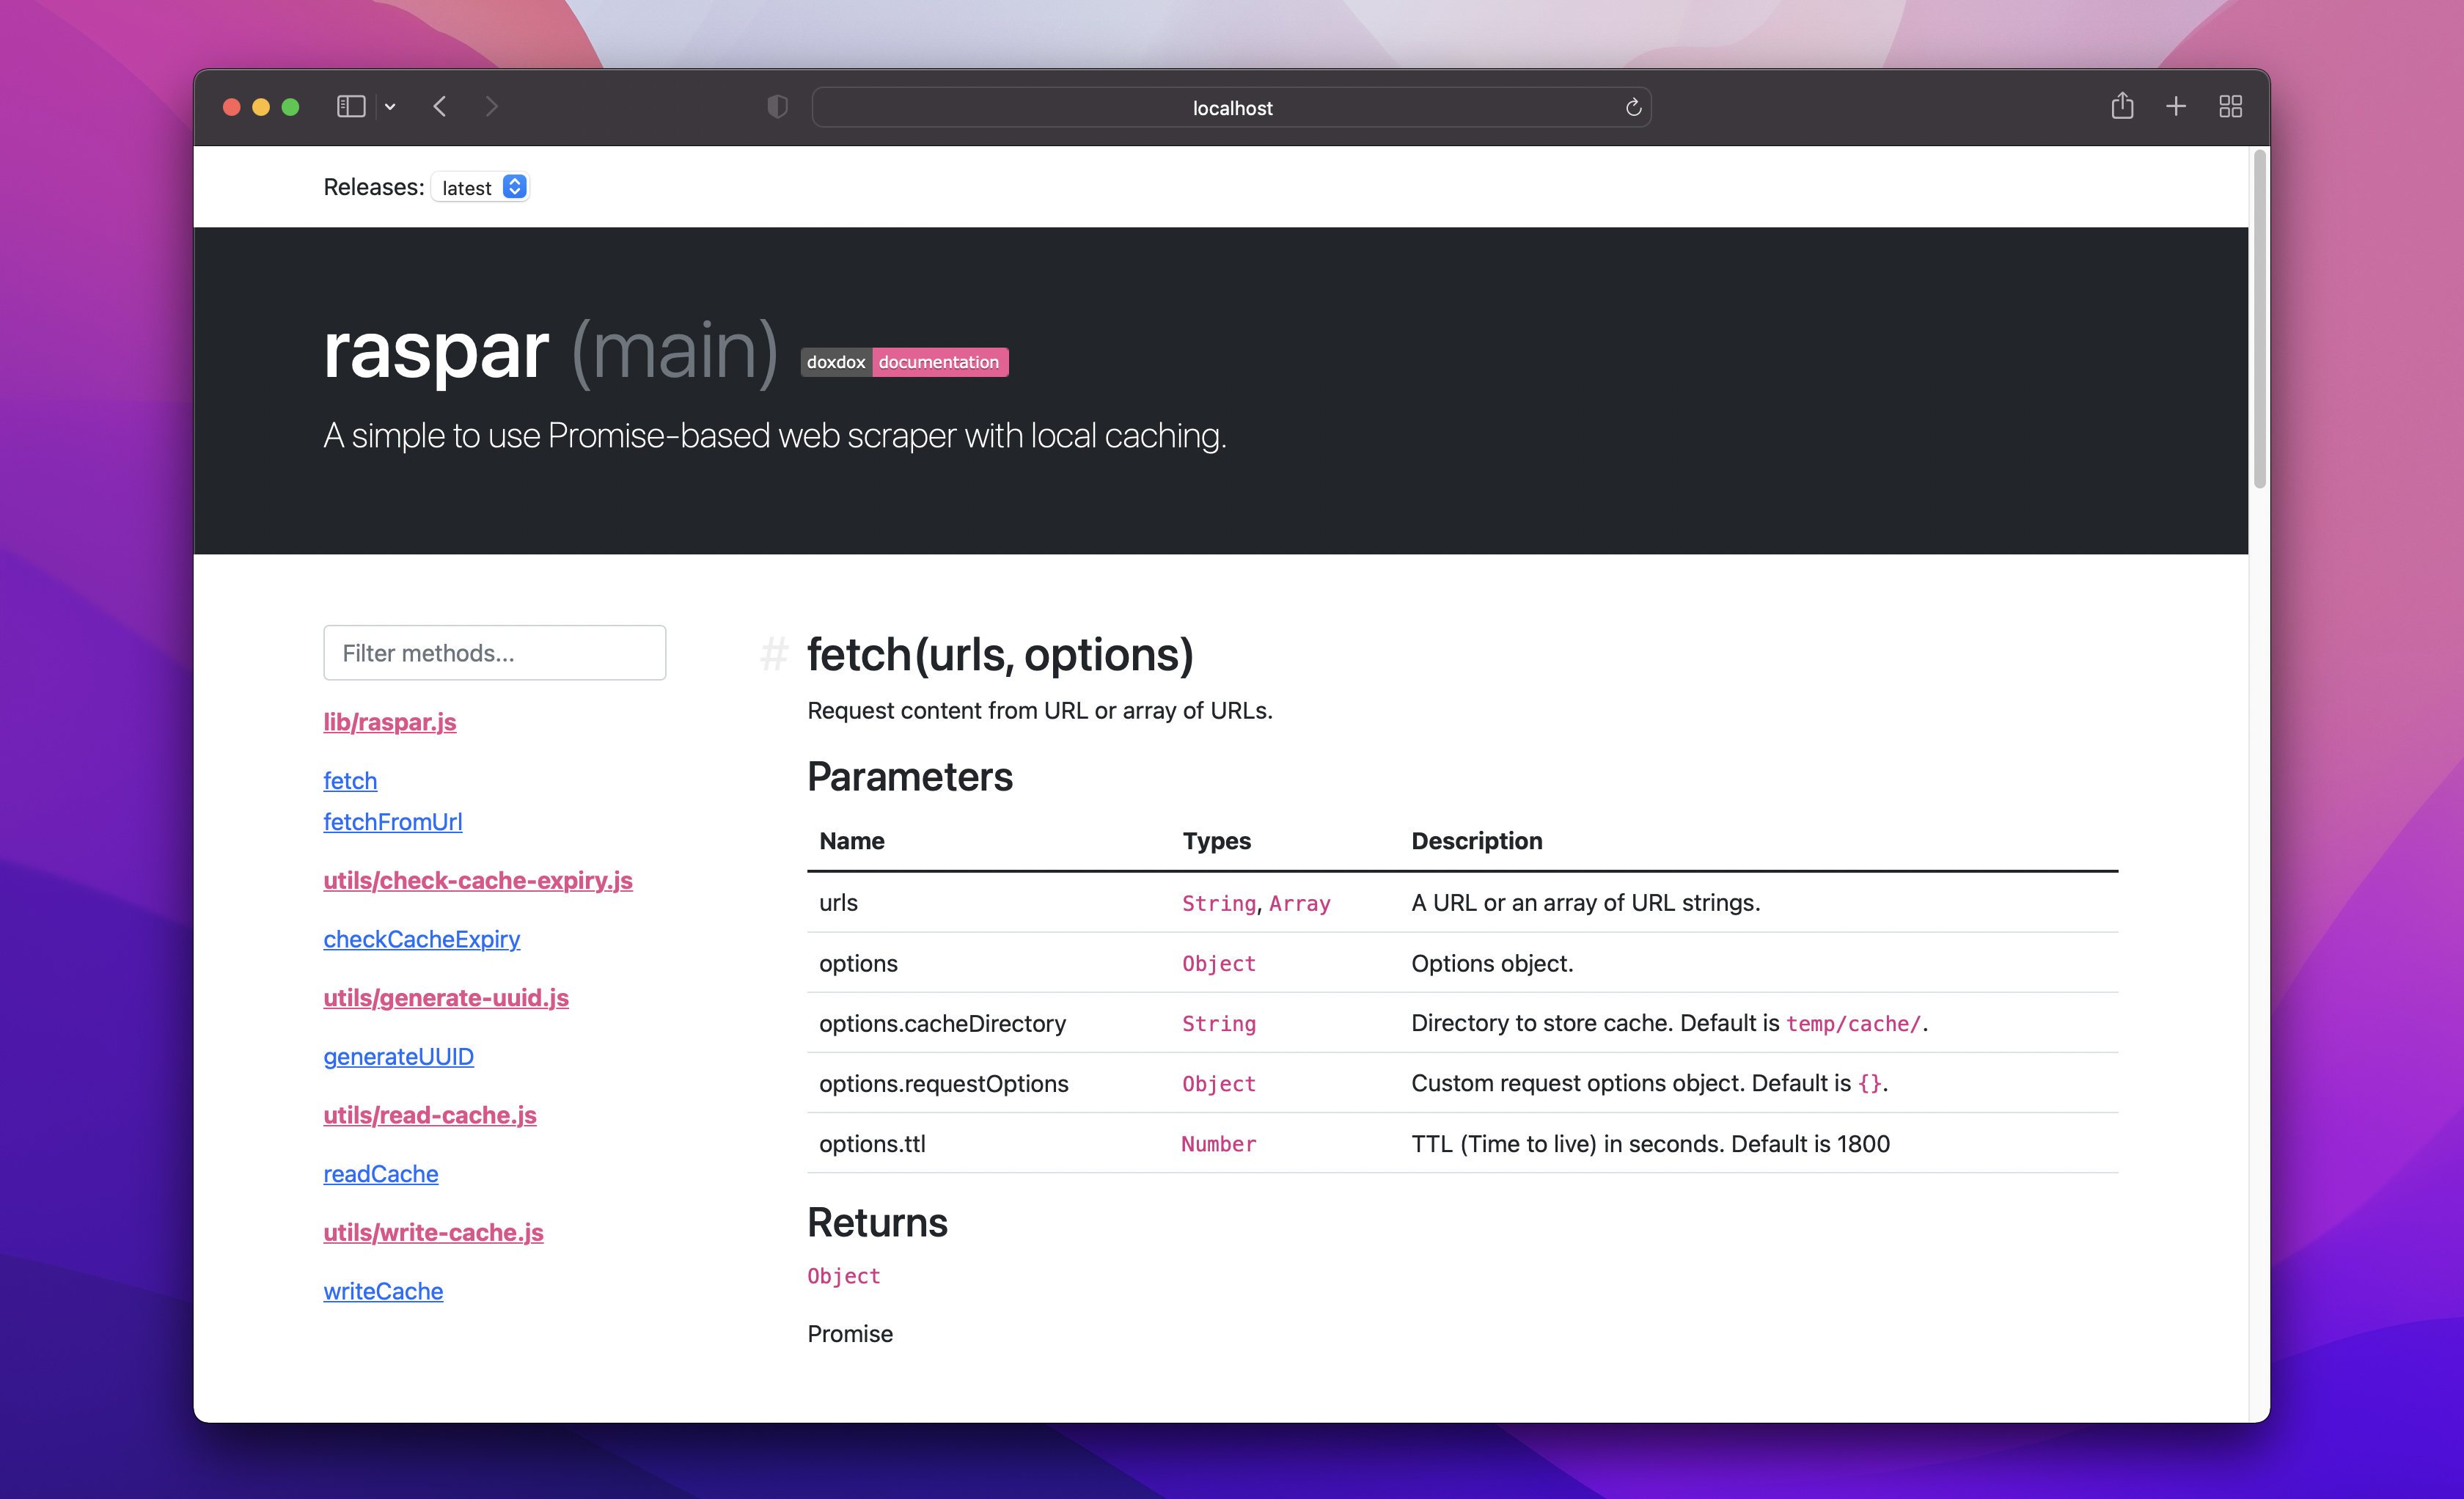 localhost
Releases: latest
raspar (main) doxdox documentation
A simple to use Promise-based web scraper with local caching.
Filter methods...
lib/raspar.js
fetch
fetchFromUrl
utils/check-cache-expiry.js
checkCacheExpiry
utils/generate-uuid.js
generateUUID
utils/read-cache.js
readCache
utils/write-cache.js
writeCache
# fetch(urls, options)
Request content from URL or array of URLs.
Parameters
Name Types Description
urls String, Array A URL or an array of URL strings.
options Object Options object.
options.cacheDirectory String Directory to store cache. Default is temp/cache/.
options.requestOptions Object Custom request options object. Default is {}.
options.ttl Number TTL (Time to live) in seconds. Default is 1800
Returns
Object
Promise